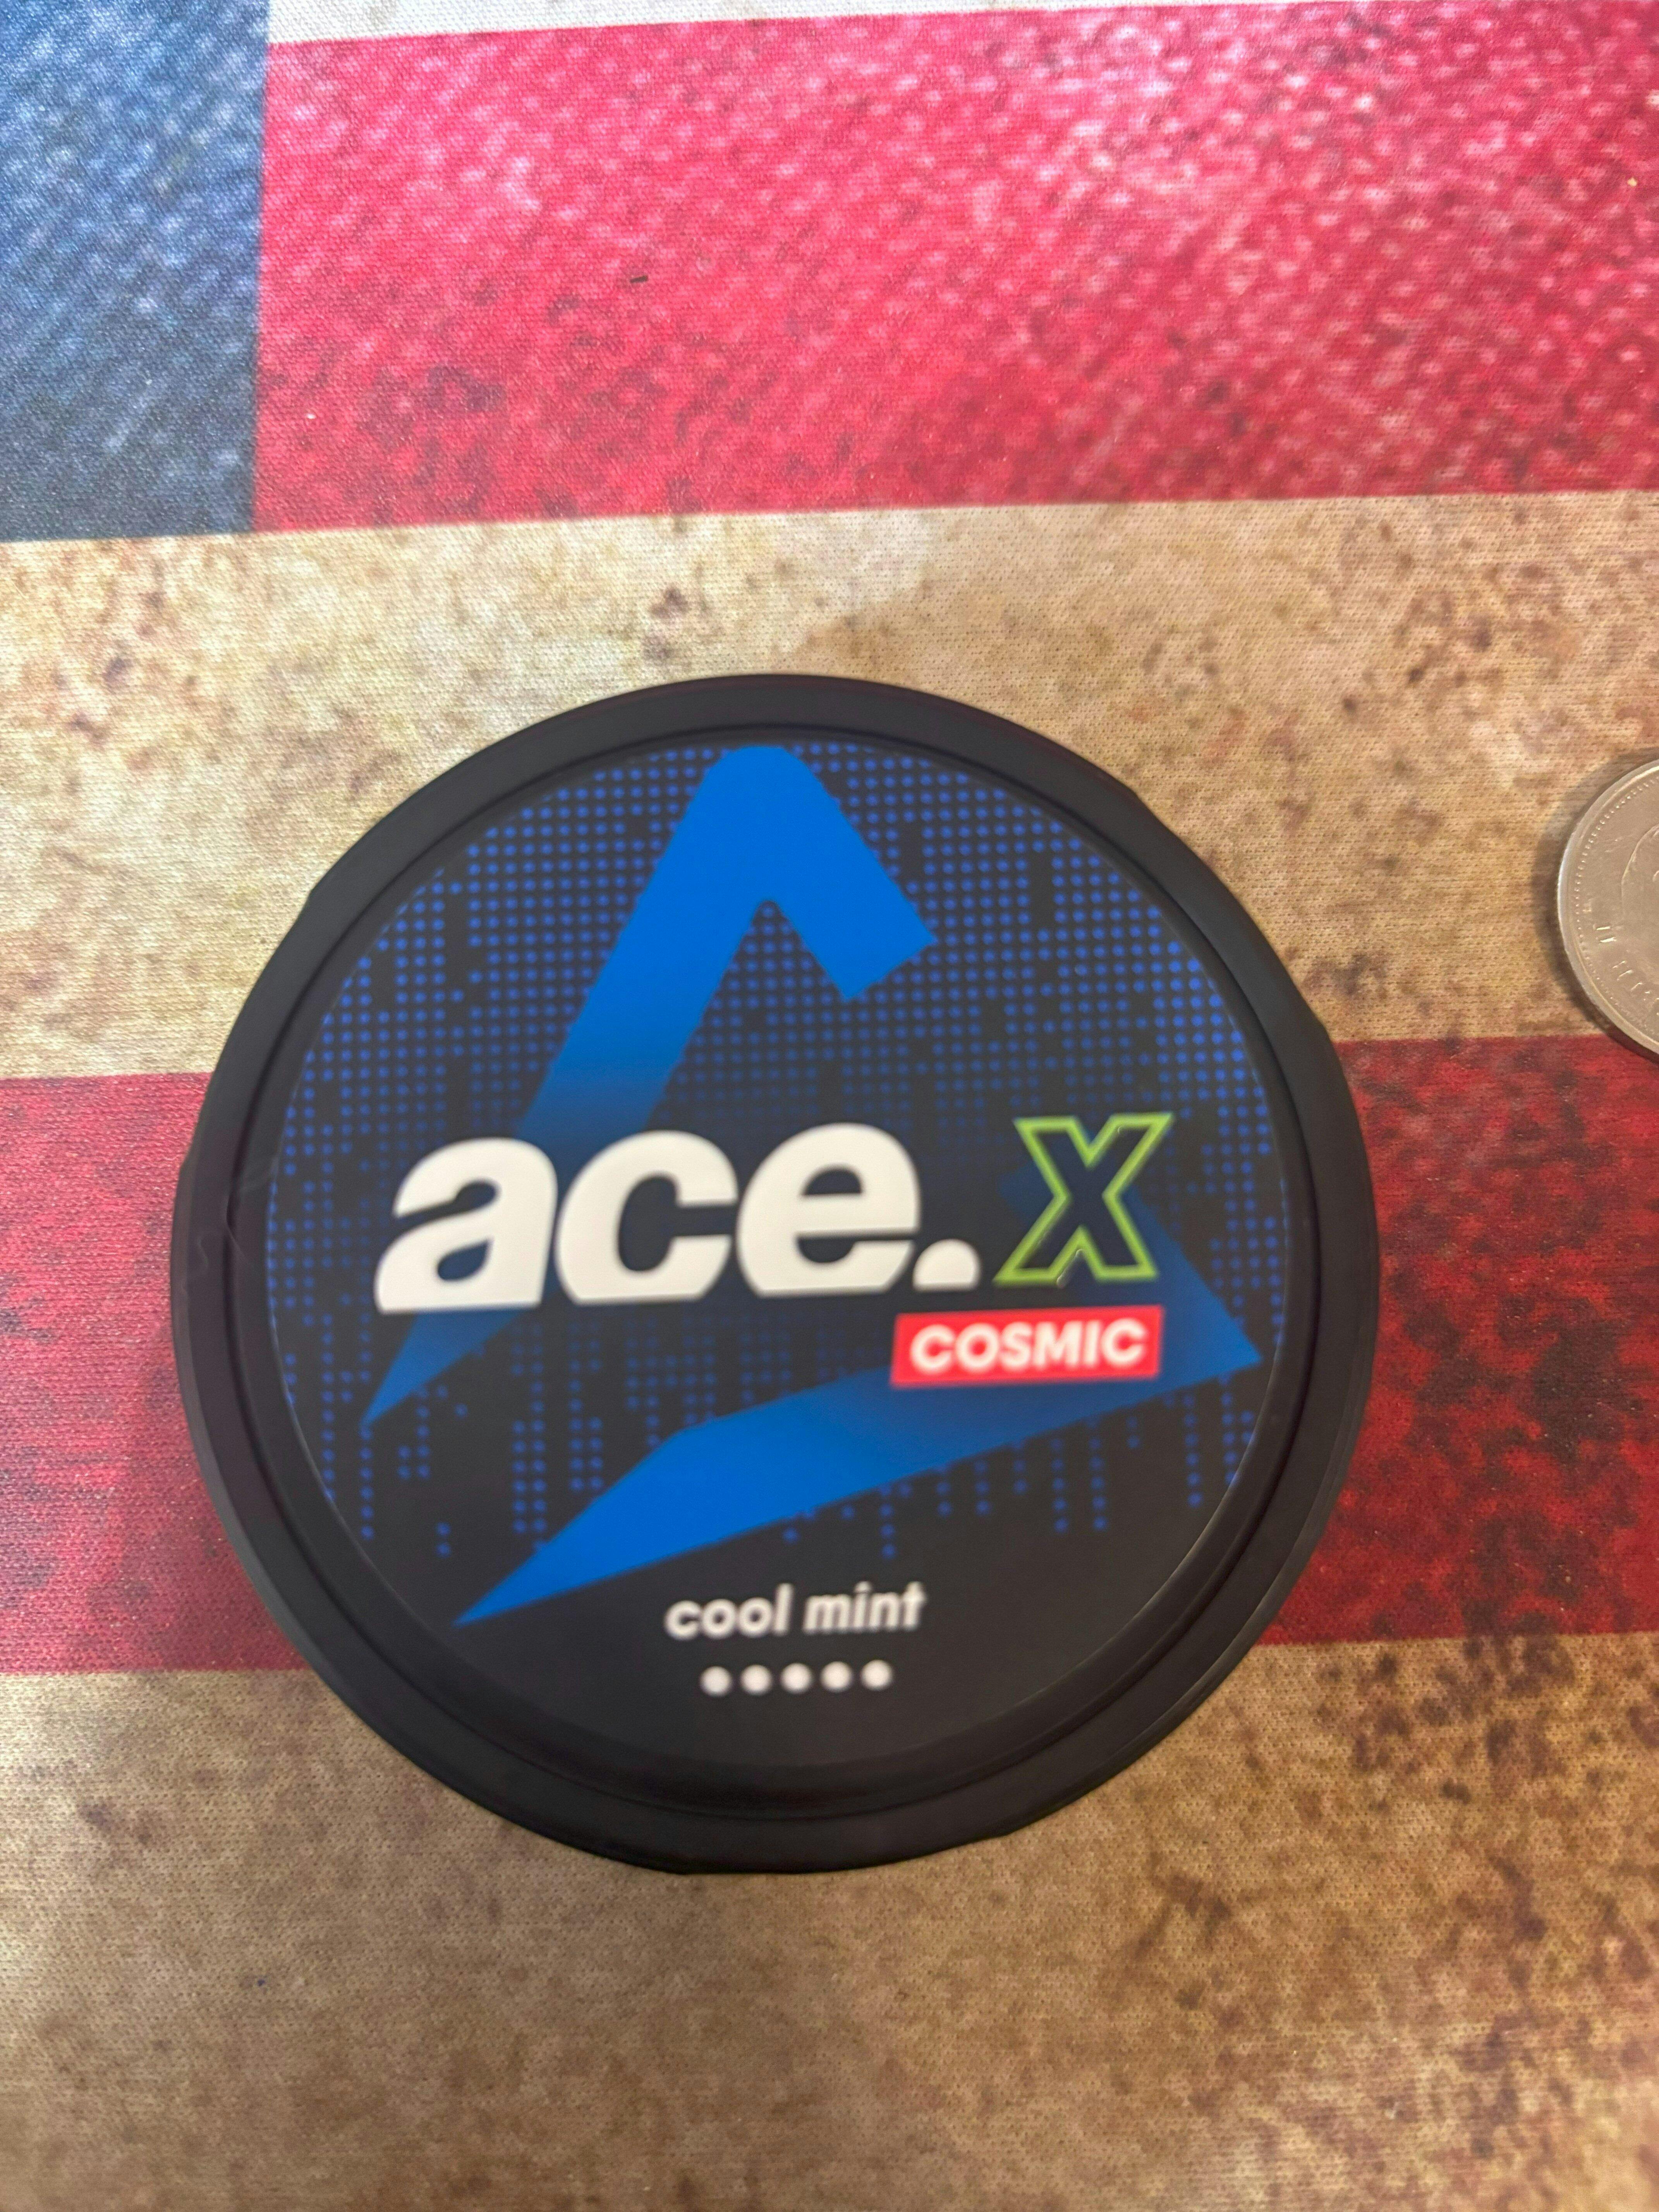 ace.X
COSMIC
cool mint